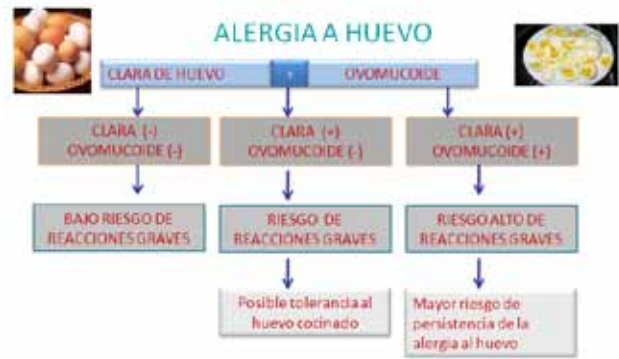 ALERGIA A HUEVO
CLARA DE HUEVO + OVOMUCOIDE
CLARA (-)
OVOMUCOIDE (-)
CLARA (+)
OVOMUCOIDE (-)
CLARA (+)
OVOMUCOIDE (+)
BAJO RIESGO DE
REACCIONES GRAVES
RIESGO DE
REACCIONES GRAVES
RIESGO ALTO DE
REACCIONES GRAVES
Posible tolerancia al
huevo cocinado
Mayor riesgo de
persistencia de la
alergia al huevo